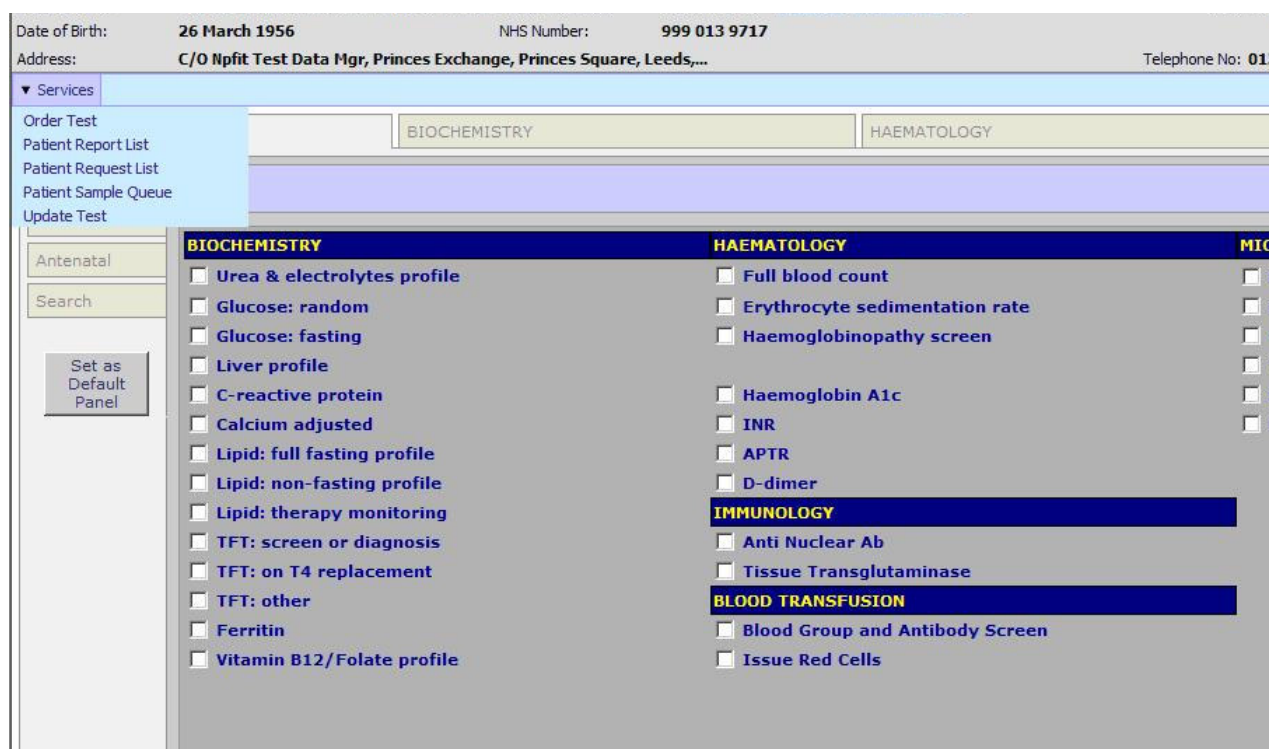 Date of Birth: 26 March 1956 NHS Number: 999 013 9717
Address: C/O Npfit Test Data Mgr, Princes Exchange, Princes Square, Leeds,... Telephone No: 01
▼ Services
Order Test
Patient Report List
Patient Request List
Patient Sample Queue
Update Test
BIOCHEMISTRY HAEMATOLOGY
Antenatal
Search
Set as
Default
Panel
BIOCHEMISTRY
Urea & electrolytes profile
Glucose: random
Glucose: fasting
Liver profile
C-reactive protein
Calcium adjusted
Lipid: full fasting profile
Lipid: non-fasting profile
Lipid: therapy monitoring
TFT: screen or diagnosis
TFT: on T4 replacement
TFT: other
Ferritin
Vitamin B12/Folate profile
HAEMATOLOGY
Full blood count
Erythrocyte sedimentation rate
Haemoglobinopathy screen
Haemoglobin A1c
INR
APTR
D-dimer
IMMUNOLOGY
Anti Nuclear Ab
Tissue Transglutaminase
BLOOD TRANSFUSION
Blood Group and Antibody Screen
Issue Red Cells